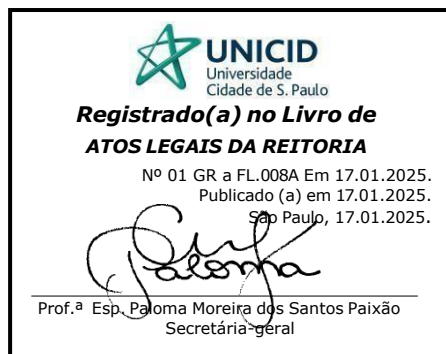 UNICID
Universidade
Cidade de S. Paulo
Registrado(a) no Livro de
ATOS LEGAIS DA REITORIA
Nº 01 GR a FL.008A Em 17.01.2025.
Publicado (a) em 17.01.2025.
São Paulo, 17.01.2025.
Paloma
Prof.ª Esp. Paloma Moreira dos Santos Paixão
Secretária-geral